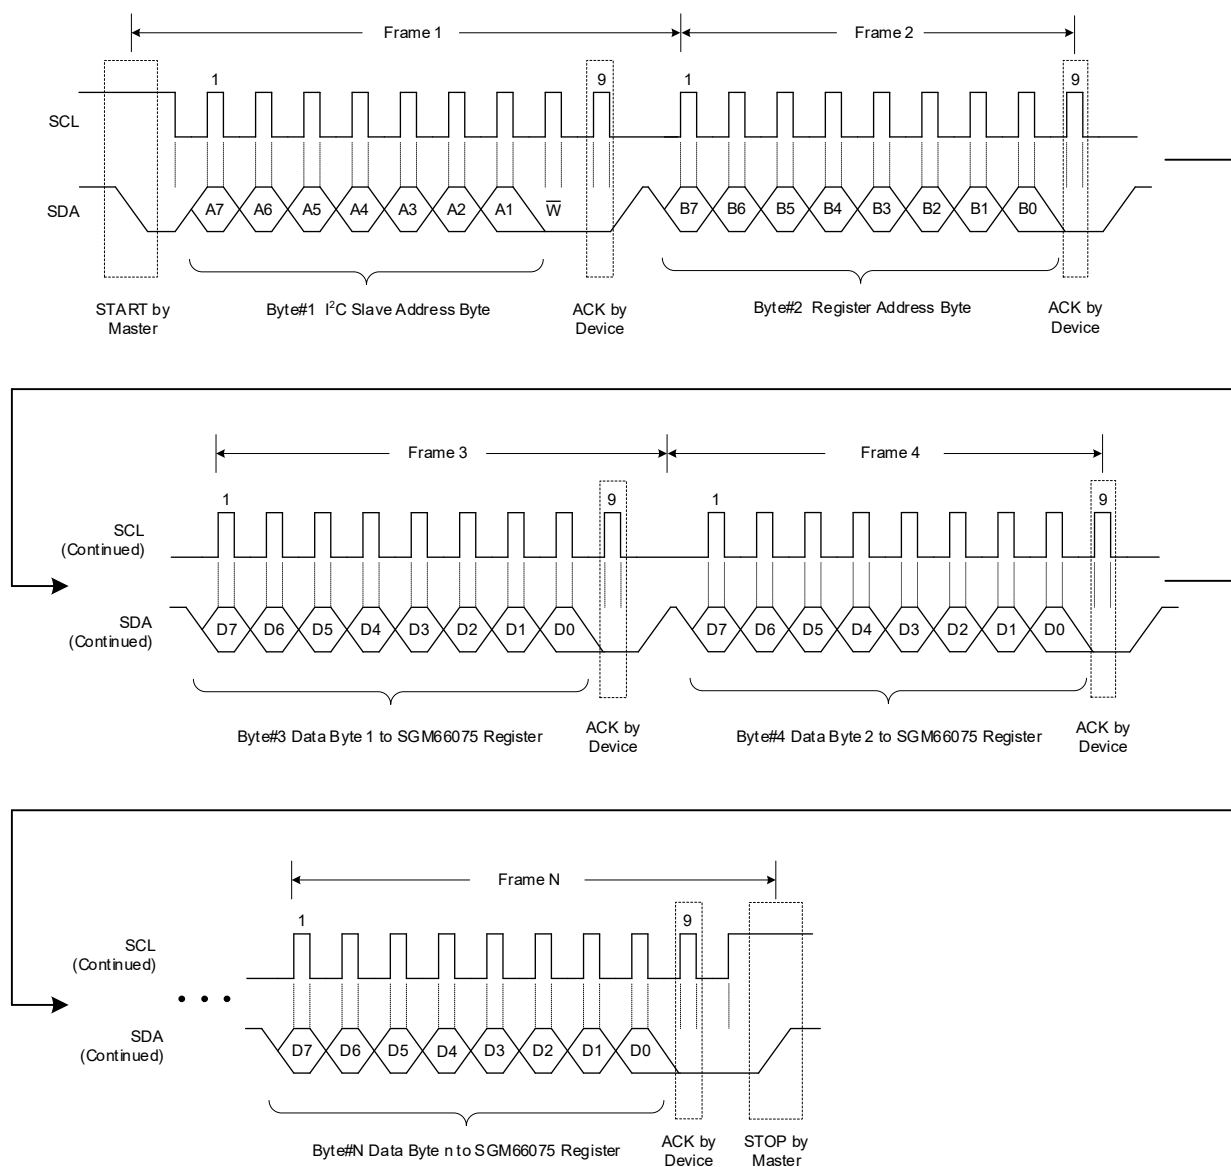 Frame 1
Frame 2
1
9
1
9
SCL
SDA
A7 A6 A5 A4 A3 A2 A1 W̅
B7 B6 B5 B4 B3 B2 B1 B0
START by
Master
Byte#1 I²C Slave Address Byte
ACK by
Device
Byte#2 Register Address Byte
ACK by
Device
Frame 3
Frame 4
1
9
1
9
SCL
(Continued)
SDA
(Continued)
D7 D6 D5 D4 D3 D2 D1 D0
D7 D6 D5 D4 D3 D2 D1 D0
Byte#3 Data Byte 1 to SGM66075 Register
ACK by
Device
Byte#4 Data Byte 2 to SGM66075 Register
ACK by
Device
Frame N
1
9
SCL
(Continued)
• • •
SDA
(Continued)
D7 D6 D5 D4 D3 D2 D1 D0
Byte#N Data Byte n to SGM66075 Register
ACK by
Device
STOP by
Master